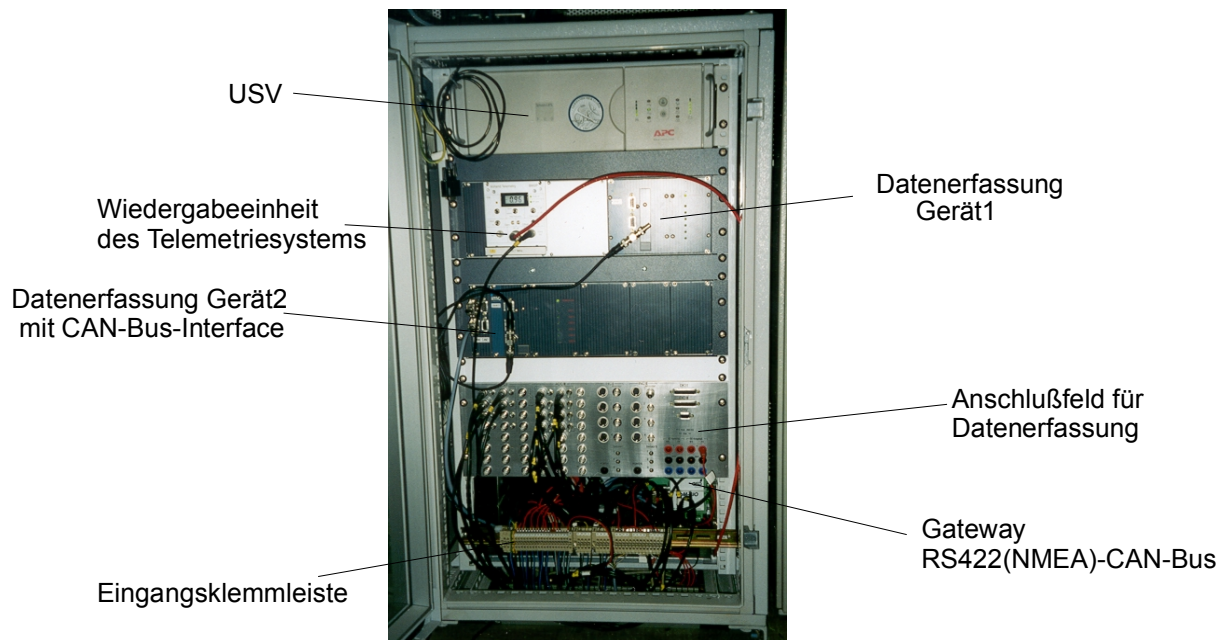 USV
APC
Datenerfassung
Gerät1
Wiedergabeeinheit
des Telemetriesystems
Datenerfassung Gerät2
mit CAN-Bus-Interface
Anschlußfeld für
Datenerfassung
Gateway
RS422(NMEA)-CAN-Bus
Eingangsklemmleiste